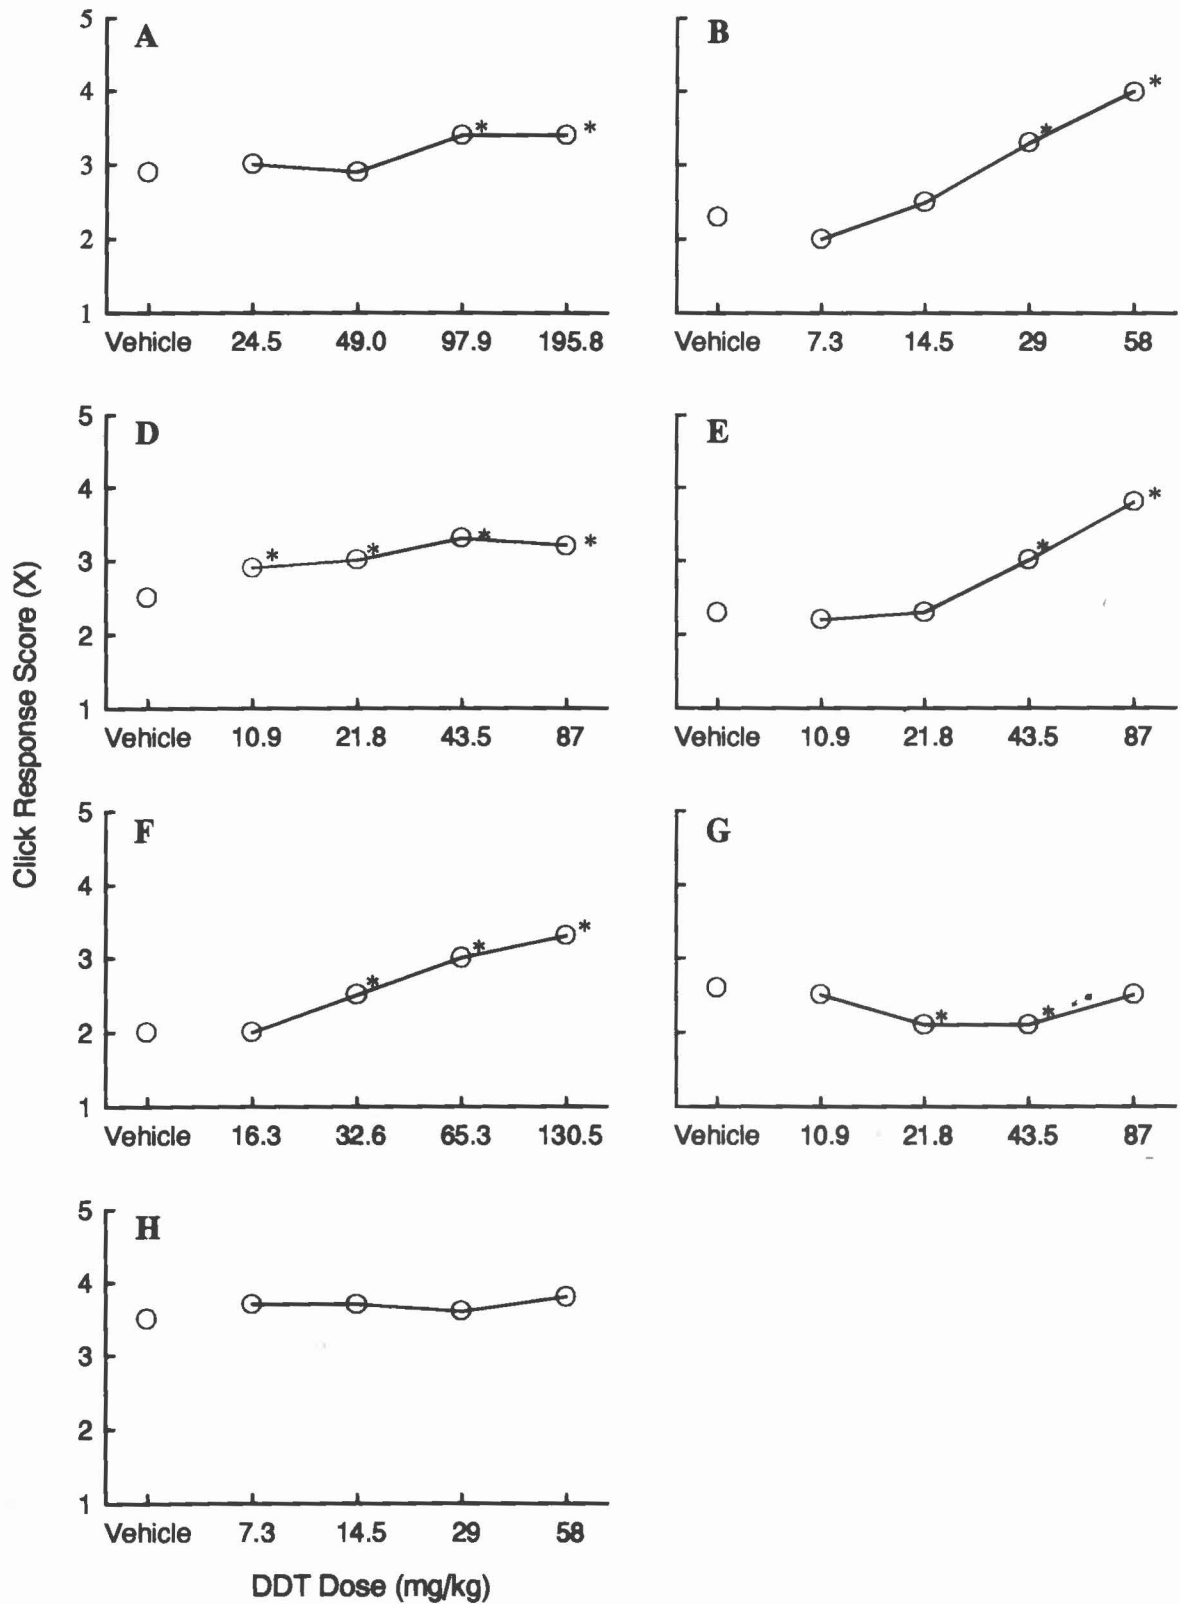 A
5
4
3
2
1
Vehicle 24.5 49.0 97.9 195.8
* *
B
Vehicle 7.3 14.5 29 58
* *
D
5
4
3
2
1
Vehicle 10.9 21.8 43.5 87
* * * *
E
Vehicle 10.9 21.8 43.5 87
* *
Click Response Score (X)
F
5
4
3
2
1
Vehicle 16.3 32.6 65.3 130.5
* * *
G
Vehicle 10.9 21.8 43.5 87
* *
H
5
4
3
2
1
Vehicle 7.3 14.5 29 58
DDT Dose (mg/kg)